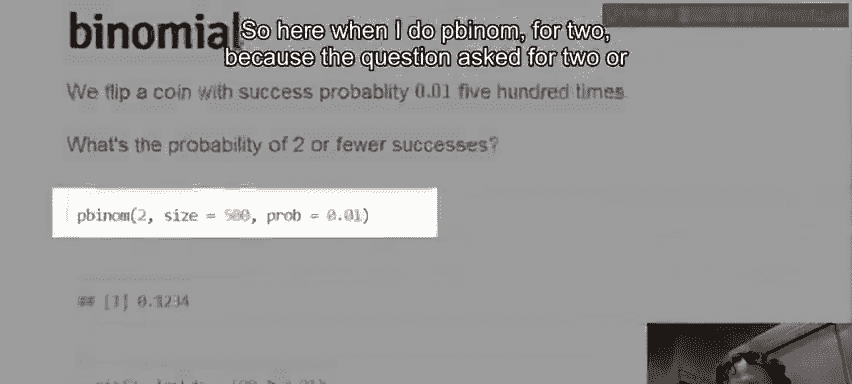 binomial
So here when I do pbinom, for two,
because the question asked for two or
We flip a coin with success probablity 0.01 five hundred times.
What's the probability of 2 or fewer successes?
pbinom(2, size = 500, prob = 0.01)
## [1] 0.1234